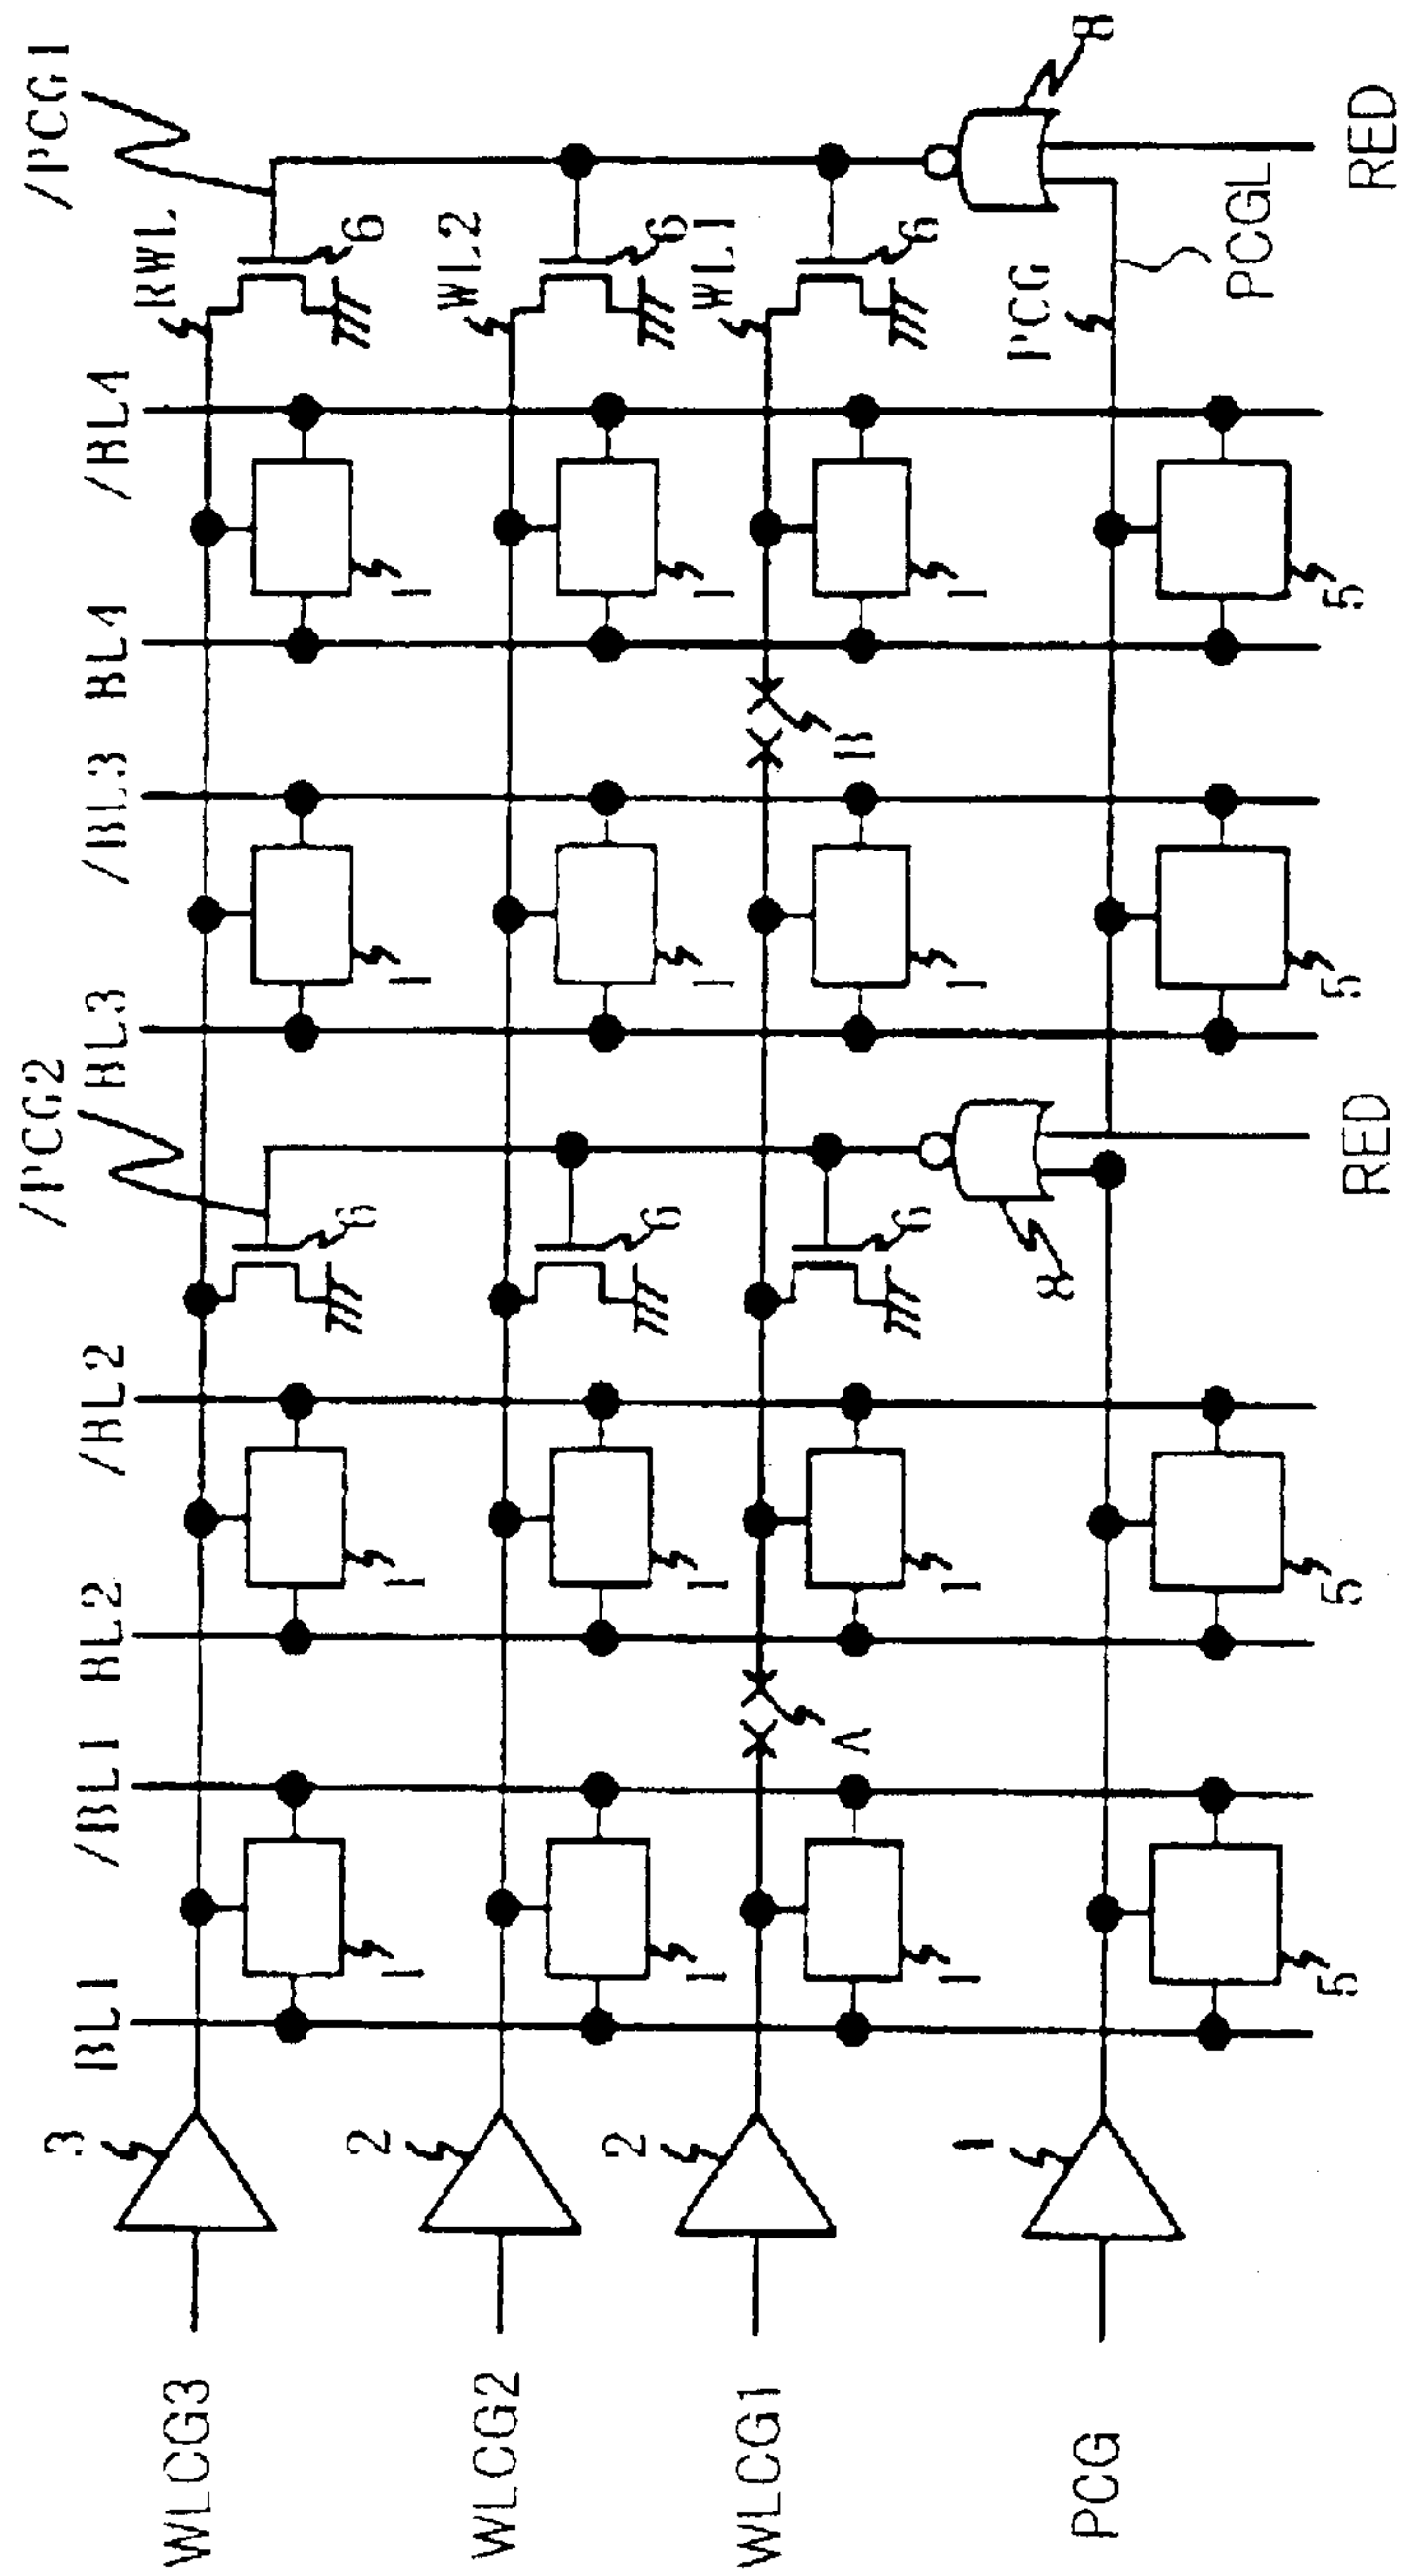 /PCG2 /PCG1
3 BL1 /BL1 BL2 /BL2 BL3 /BL3 BL4 /BL4 RWL
WLCG3
6 6
1 1 1 1
2 WL2
WLCG2
6 6
1 1 1 1
2 WL1
WLCG1
A B
6 6
1 1 1 1
4 PCG
8 8
PCG
PCGL
5 5 5 5
RED RED